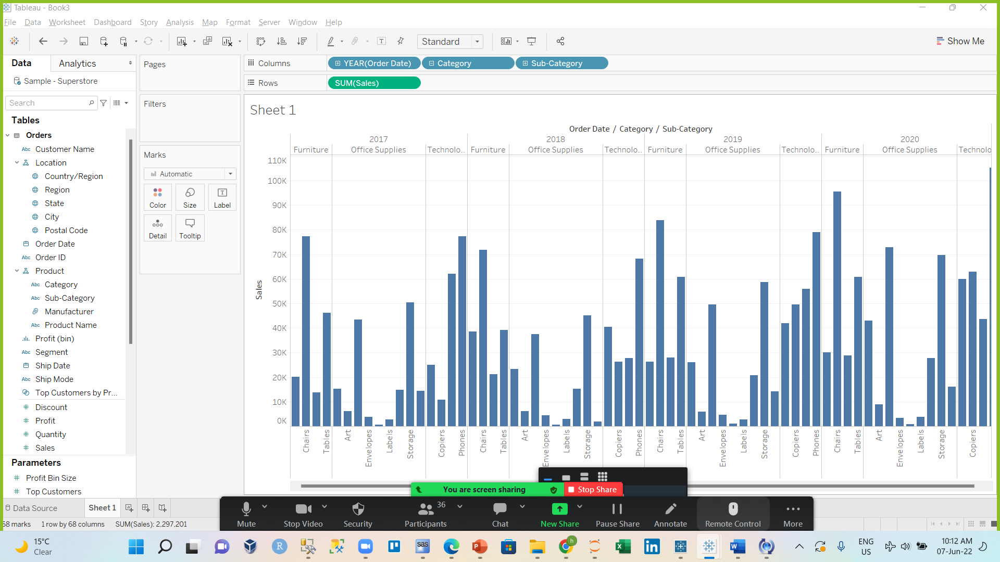 Tableau - Book3
File Data Worksheet Dashboard Story Analysis Map Format Server Window Help
Standard
Show Me
Data
Analytics
Sample - Superstore
Search
Tables
Orders
Abc Customer Name
Location
Country/Region
Region
State
City
Postal Code
Order Date
Abc Order ID
Product
Abc Category
Abc Sub-Category
Manufacturer
Abc Product Name
Profit (bin)
Abc Segment
Ship Date
Abc Ship Mode
Top Customers by Pr...
# Discount
# Profit
# Quantity
# Sales
Parameters
# Profit Bin Size
# Top Customers
Pages
Filters
Marks
Automatic
Color Size Label
Detail Tooltip
Columns
YEAR(Order Date) Category Sub-Category
Rows
SUM(Sales)
Sheet 1
Order Date / Category / Sub-Category
2017 2018 2019 2020
Furniture Office Supplies Technolo.. Furniture Office Supplies Technolo.. Furniture Office Supplies Technolo.. Furniture Office Supplies Technolo
110K
100K
90K
80K
70K
60K
50K
40K
30K
20K
10K
0K
Sales
Chairs Tables Art Envelopes Labels Storage Copiers Phones Chairs Tables Art Envelopes Labels Storage Copiers Phones Chairs Tables Art Envelopes Labels Storage Copiers Phones Chairs Tables Art Envelopes Labels Storage Copiers
You are screen sharing
Stop Share
Data Source
Sheet 1
58 marks 1 row by 68 columns SUM(Sales): 2,297,201
Mute Stop Video Security Participants 36 Chat New Share Pause Share Annotate Remote Control More
15°C
Clear
R
sas
h
ENG
US
10:12 AM
07-Jun-22